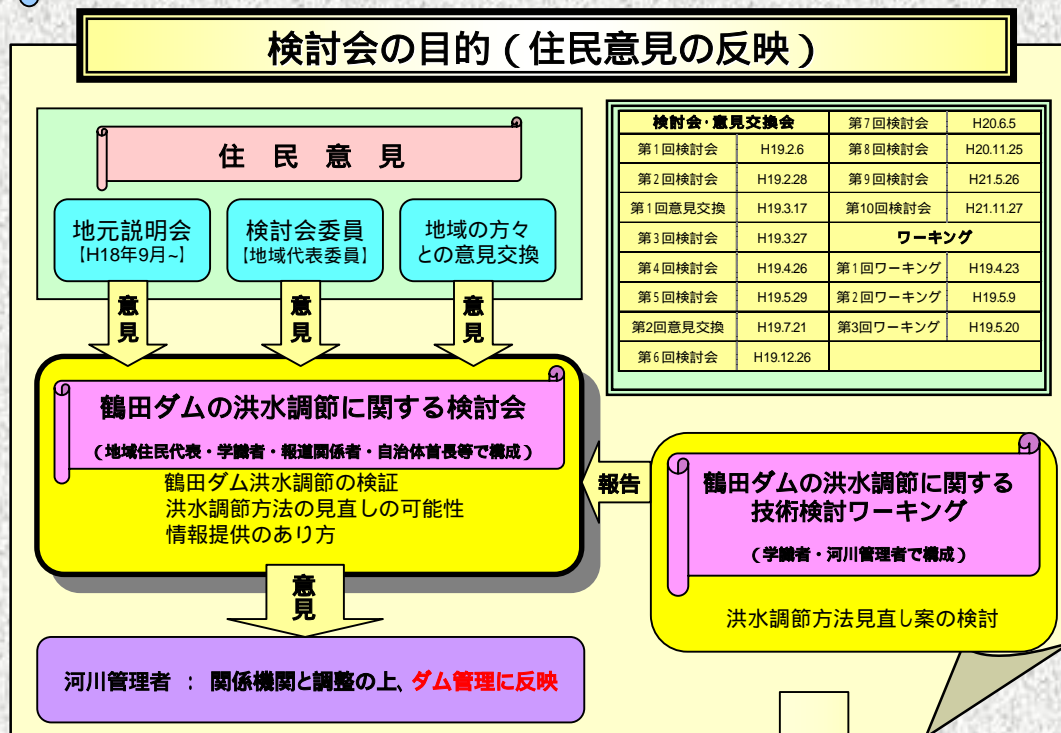 検討会の目的（住民意見の反映）
住 民 意 見
地元説明会
【H18年9月~】
検討会委員
【地域代表委員】
地域の方々
との意見交換
意見
意見
意見
検討会・意見交換会 第7回検討会 H20.6.5
第1回検討会 H19.2.6 第8回検討会 H20.11.25
第2回検討会 H19.2.28 第9回検討会 H21.5.26
第1回意見交換 H19.3.17 第10回検討会 H21.11.27
第3回検討会 H19.3.27 ワーキング
第4回検討会 H19.4.26 第1回ワーキング H19.4.23
第5回検討会 H19.5.29 第2回ワーキング H19.5.9
第2回意見交換 H19.7.21 第3回ワーキング H19.5.20
第6回検討会 H19.12.26
鶴田ダムの洪水調節に関する検討会
（地域住民代表・学識者・報道関係者・自治体首長等で構成）
鶴田ダム洪水調節の検証
洪水調節方法の見直しの可能性
情報提供のあり方
報告
鶴田ダムの洪水調節に関する
技術検討ワーキング
（学識者・河川管理者で構成）
洪水調節方法見直し案の検討
意見
河川管理者 ： 関係機関と調整の上、ダム管理に反映